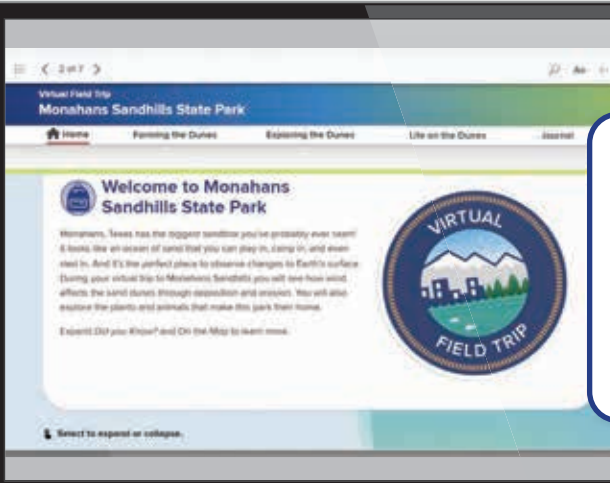 2 of 7
Aa
Virtual Field Trip
Monahans Sandhills State Park
Home Forming the Dunes Exploring the Dunes Life on the Dunes Journal
Welcome to Monahans
Sandhills State Park
Monahans, Texas has the biggest sandbox you've probably ever seen!
It looks like an ocean of sand that you can play in, camp in, and even
in. And it's the perfect place to observe changes to Earth's surface.
During your virtual trip to Monahans Sandhills you will see how wind
affects the sand dunes through deposition and erosion. You will also
explore the plants and animals that make this park their home.
Expand Did you Know? and On the Map to learn more.
VIRTUAL
FIELD TRIP
Select to expand or collapse.